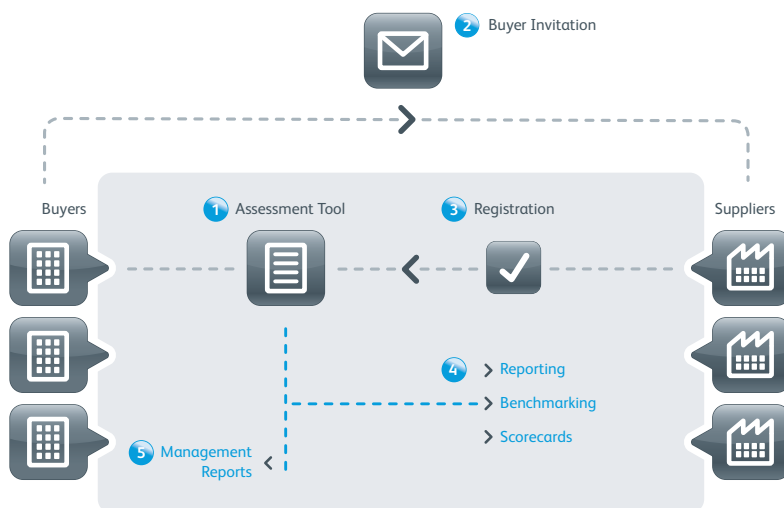 2 Buyer Invitation
Buyers
1 Assessment Tool
3 Registration
Suppliers
4 Reporting
Benchmarking
Scorecards
5 Management
Reports